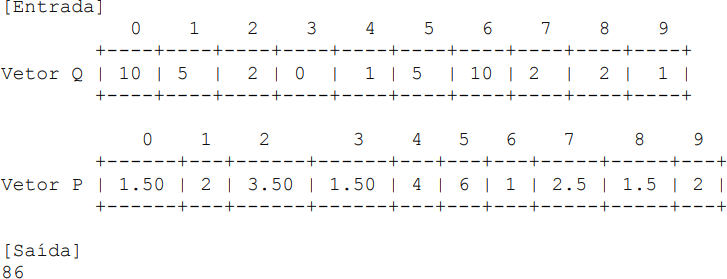 [Entrada]
           0    1    2    3    4    5    6    7    8    9
        +----+----+----+----+----+----+----+----+----+----+
Vetor Q | 10 | 5  |  2 | 0  |  1 | 5  | 10 | 2  |  2 |  1 |
        +----+----+----+----+----+----+----+----+----+----+
            0    1    2       3    4   5   6    7     8    9
        +------+---+------+------+---+---+---+-----+-----+---+
Vetor P | 1.50 | 2 | 3.50 | 1.50 | 4 | 6 | 1 | 2.5 | 1.5 | 2 |
        +------+---+------+------+---+---+---+-----+-----+---+
[Saída]
86